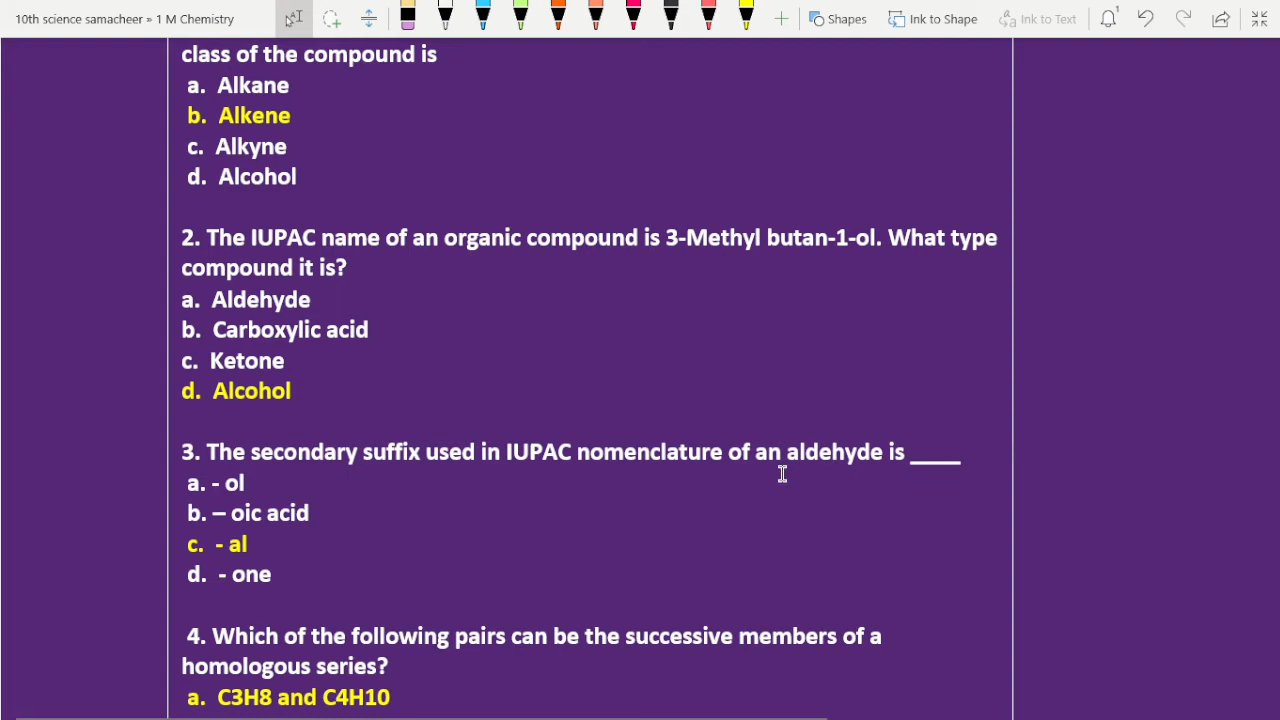 10th science samacheer » 1 M Chemistry
Shapes
Ink to Shape
Ink to Text
class of the compound is
a. Alkane
b. Alkene
c. Alkyne
d. Alcohol
2. The IUPAC name of an organic compound is 3-Methyl butan-1-ol. What type
compound it is?
a. Aldehyde
b. Carboxylic acid
c. Ketone
d. Alcohol
3. The secondary suffix used in IUPAC nomenclature of an aldehyde is ____
a. - ol
b. – oic acid
c. - al
d. - one
4. Which of the following pairs can be the successive members of a
homologous series?
a. C3H8 and C4H10